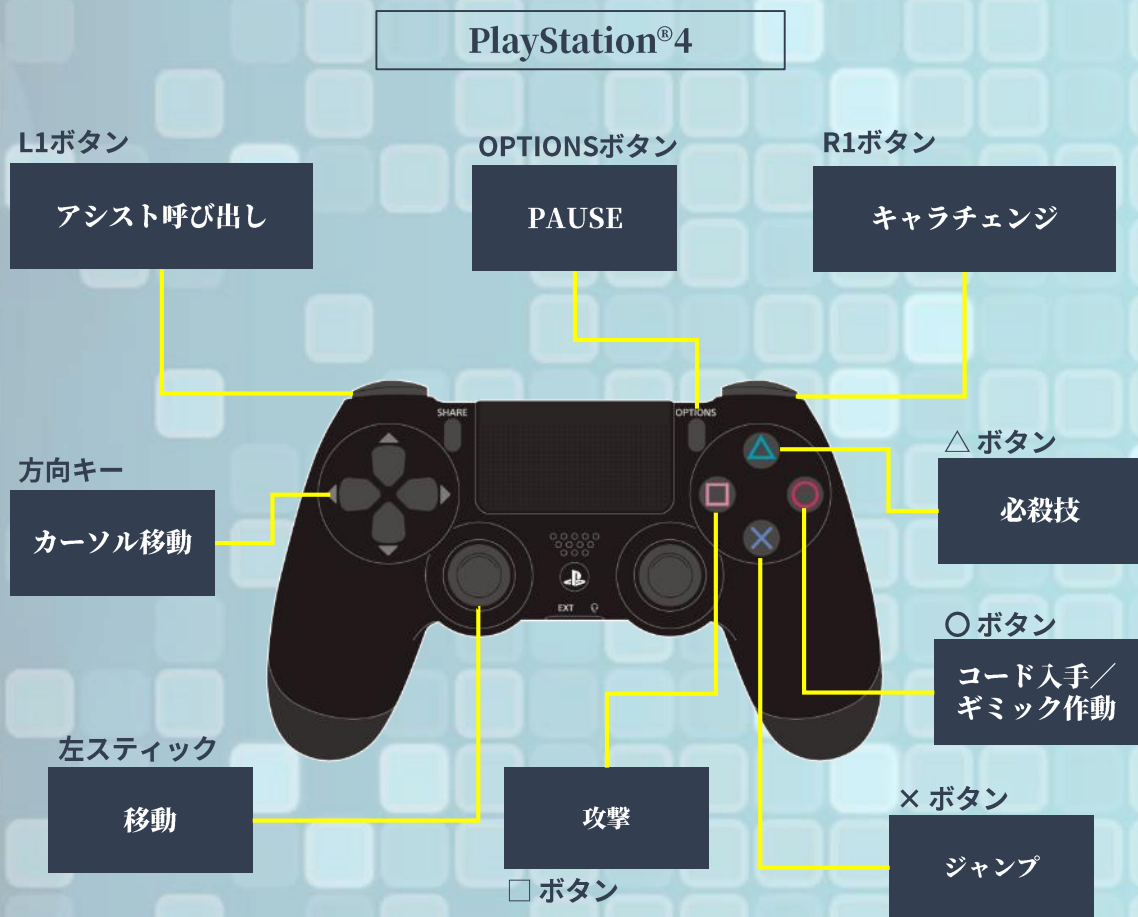 PlayStation®4
L1ボタン
アシスト呼び出し
OPTIONSボタン
PAUSE
R1ボタン
キャラチェンジ
SHARE
OPTIONS
方向キー
カーソル移動
△ ボタン
必殺技
EXT
〇 ボタン
コード入手／
ギミック作動
左スティック
移動
攻撃
□ ボタン
× ボタン
ジャンプ